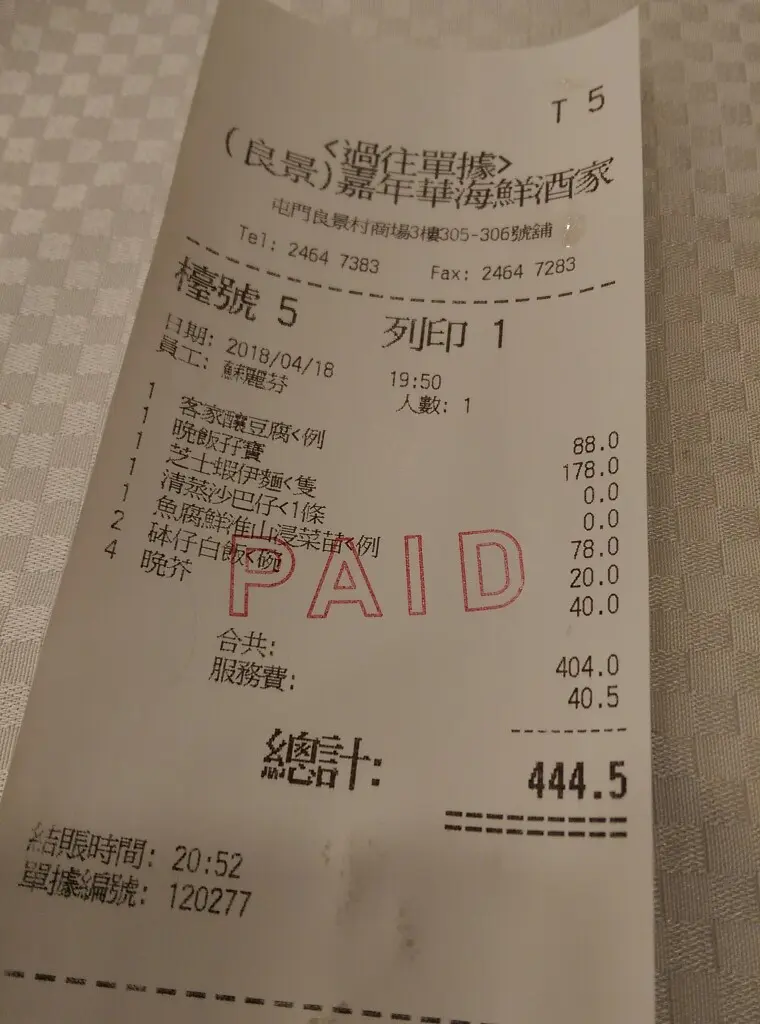 T 5
<過往單據>
(良景)嘉年華海鮮酒家
屯門良景村商場3樓305-306號舖
Tel: 2464 7383 Fax: 2464 7283
檯號 5 列印 1
日期: 2018/04/18 19:50
員工: 蘇麗芬 人數: 1
1 客家釀豆腐<例 88.0
1 晚飯孖寶 178.0
1 芝士蝦伊麵<隻 0.0
1 清蒸沙巴仔<1條 0.0
1 魚腐鮮淮山浸菜苗<例 78.0
2 砵仔白飯<碗 20.0
4 晚芥 40.0
PAID
合共: 404.0
服務費: 40.5
總計: 444.5
結賬時間: 20:52
單據編號: 120277